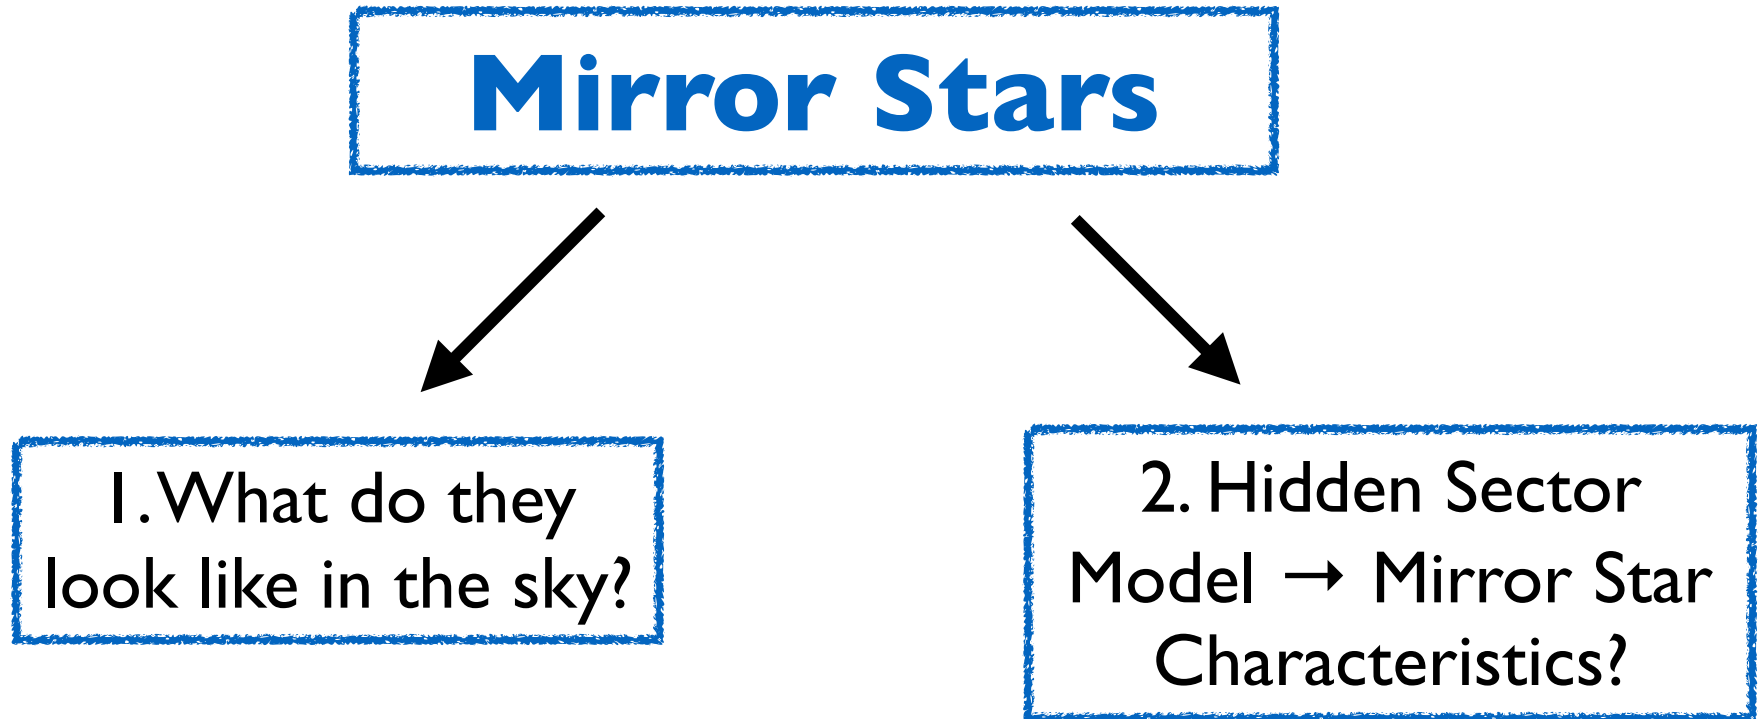 Mirror Stars
1. What do they
look like in the sky?
2. Hidden Sector
Model → Mirror Star
Characteristics?